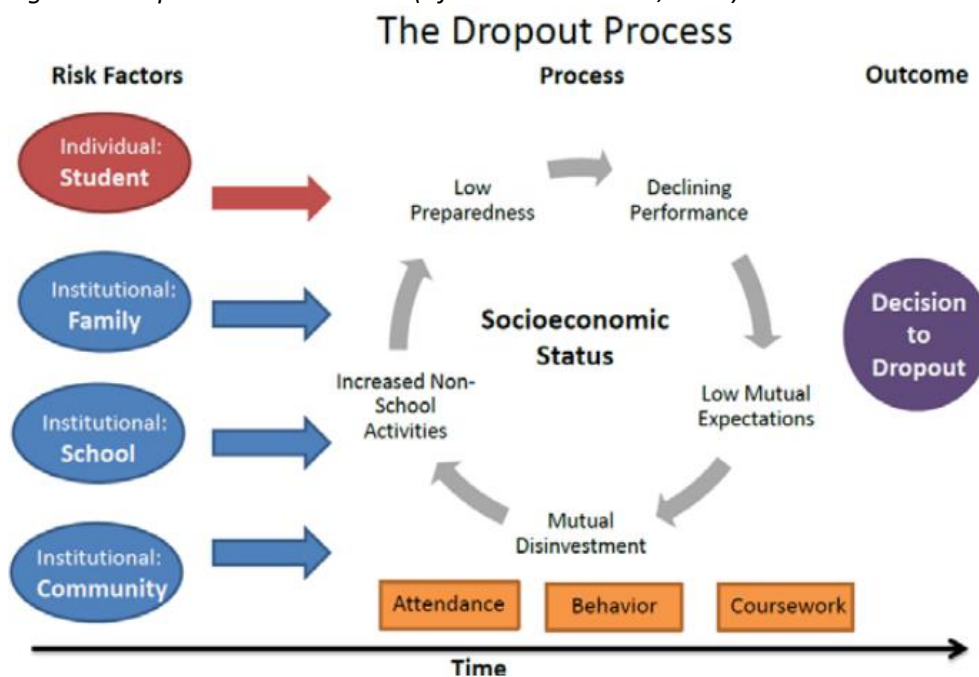 The Dropout Process
Risk Factors
Process
Outcome
Individual:
Student
Institutional:
Family
Institutional:
School
Institutional:
Community
Low
Preparedness
Declining
Performance
Socioeconomic
Status
Increased Non-
School
Activities
Low Mutual
Expectations
Mutual
Disinvestment
Decision
to
Dropout
Attendance
Behavior
Coursework
Time